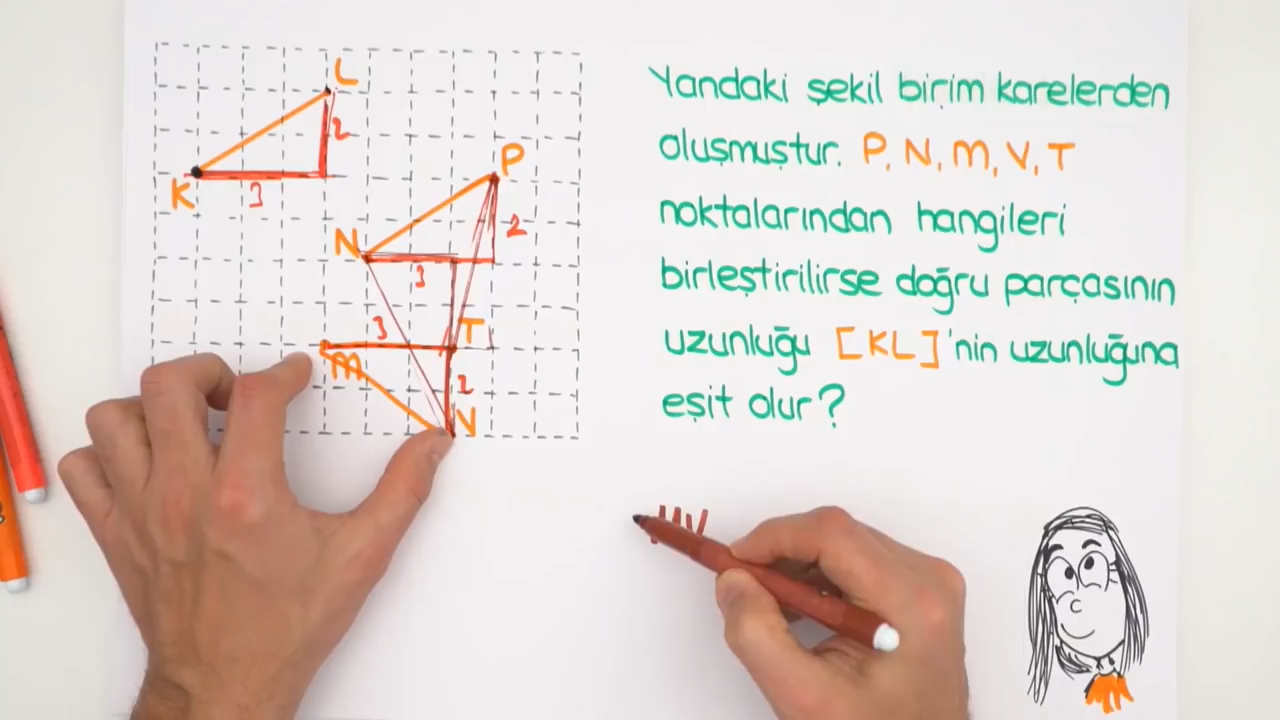 L
2
K
3
P
N
2
3
3
T
M
2
V
Yandaki şekil birim karelerden
oluşmuştur. P, N, M, V, T
noktalarından hangileri
birleştirilirse doğru parçasının
uzunluğu [KL]'nin uzunluğuna
eşit olur?